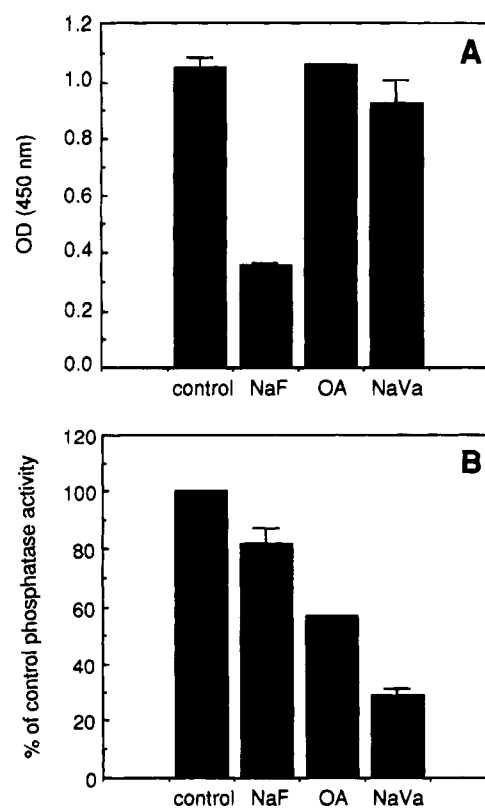 A
OD (450 nm)
1.2
1.0
0.8
0.6
0.4
0.2
0.0
control NaF OA NaVa
B
% of control phosphatase activity
120
100
80
60
40
20
0
control NaF OA NaVa